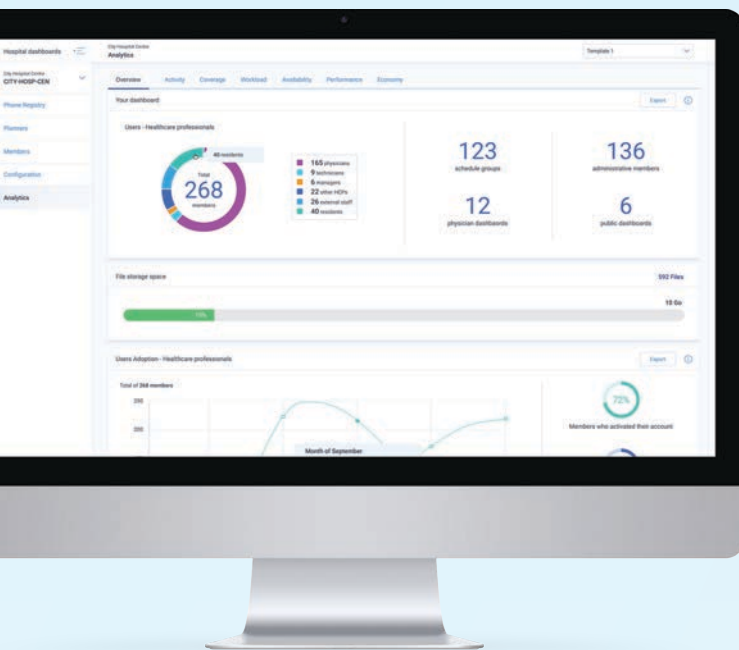 Hospital dashboards
City Hospital Centre
CITY-HOSP-CEN
Phone Registry
Planners
Members
Configuration
Analytics
City Hospital Centre
Analytics
Template 1
Overview Activity Coverage Workload Availability Performance Economy
Your dashboard
Export
Users - Healthcare professionals
40 residents
Total
268
members
165 physicians
9 technicians
6 managers
22 other HCPs
26 external staff
40 residents
123
schedule groups
136
administrative members
12
physician dashboards
6
public dashboards
File storage space
592 Files
10 Go
Users Adoption - Healthcare professionals
Export
Total of 268 members
200
Month of September
72%
Members who activated their account